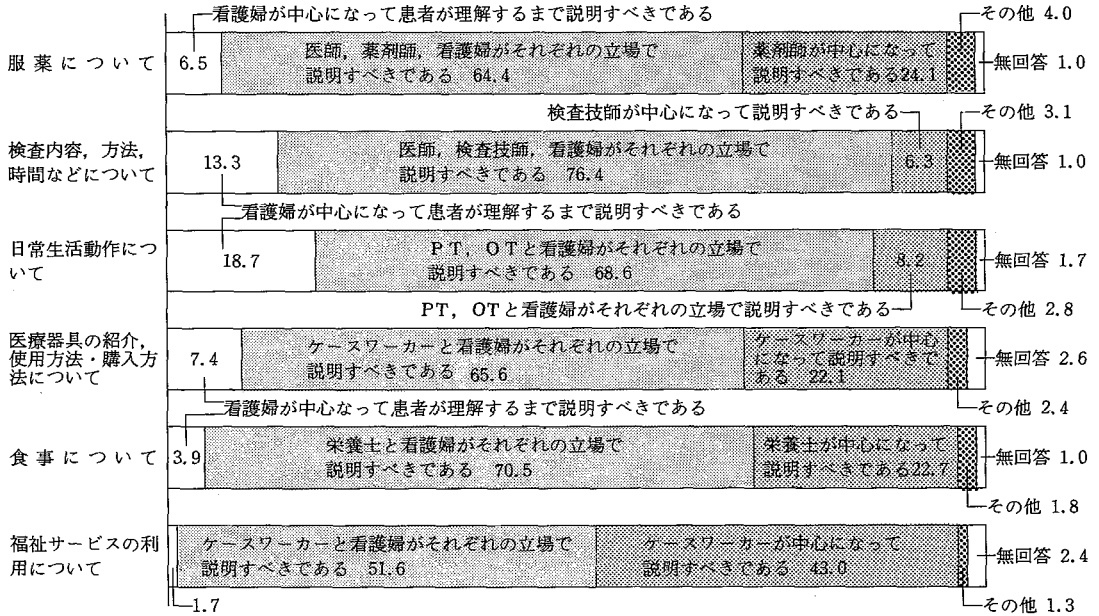 看護婦が中心になって患者が理解するまで説明すべきである
その他 4.0
服薬について
6.5
医師，薬剤師，看護婦がそれぞれの立場で
説明すべきである 64.4
薬剤師が中心になって
説明すべきである24.1
無回答 1.0
検査技師が中心になって説明すべきである
その他 3.1
検査内容，方法，
時間などについて
13.3
医師，検査技師，看護婦がそれぞれの立場で
説明すべきである 76.4
6.3
無回答 1.0
看護婦が中心になって患者が理解するまで説明すべきである
日常生活動作につ
いて
18.7
PT，OTと看護婦がそれぞれの立場で
説明すべきである 68.6
8.2
無回答 1.7
PT，OTと看護婦がそれぞれの立場で説明すべきである
その他 2.8
医療器具の紹介，
使用方法・購入方
法について
7.4
ケースワーカーと看護婦がそれぞれの立場で
説明すべきである 65.6
ケースワーカーが中心
になって説明すべきで
ある 22.1
無回答 2.6
看護婦が中心なって患者が理解するまで説明すべきである
その他 2.4
食事について
3.9
栄養士と看護婦がそれぞれの立場で
説明すべきである 70.5
栄養士が中心になって
説明すべきである22.7
無回答 1.0
その他 1.8
福祉サービスの利
用について
ケースワーカーと看護婦がそれぞれの立場で
説明すべきである 51.6
ケースワーカーが中心になって
説明すべきである 43.0
無回答 2.4
1.7
その他 1.3